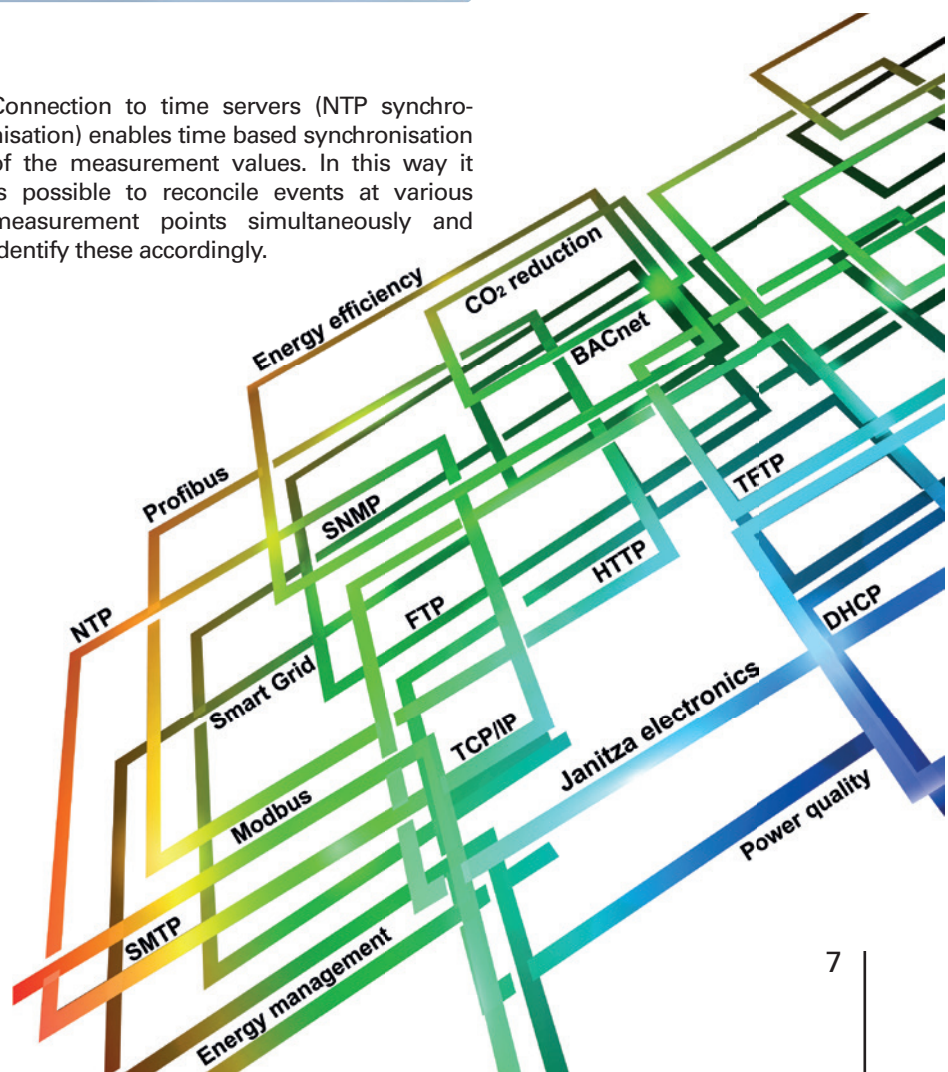 Connection to time servers (NTP synchro-
nisation) enables time based synchronisation
of the measurement values. In this way it
is possible to reconcile events at various
measurement points simultaneously and
identify these accordingly.
Energy efficiency
CO₂ reduction
BACnet
Profibus
SNMP
TFTP
HTTP
NTP
FTP
DHCP
Smart Grid
TCP/IP
Janitza electronics
Modbus
Power quality
SMTP
Energy management
7